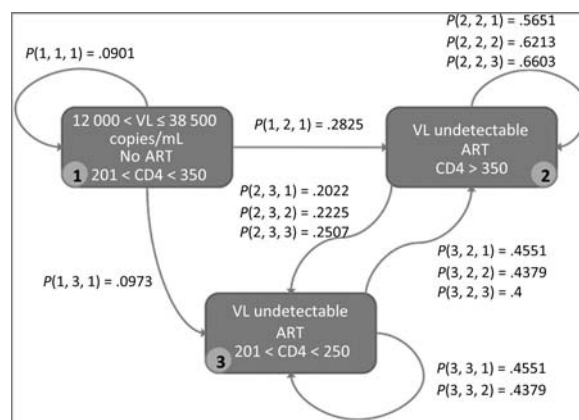 P(1, 1, 1) = .0901
P(2, 2, 1) = .5651
P(2, 2, 2) = .6213
P(2, 2, 3) = .6603
12 000 < VL ≤ 38 500
copies/mL
No ART
201 < CD4 < 350
1
P(1, 2, 1) = .2825
VL undetectable
ART
CD4 > 350
2
P(2, 3, 1) = .2022
P(2, 3, 2) = .2225
P(2, 3, 3) = .2507
P(1, 3, 1) = .0973
P(3, 2, 1) = .4551
P(3, 2, 2) = .4379
P(3, 2, 3) = .4
VL undetectable
ART
201 < CD4 < 250
3
P(3, 3, 1) = .4551
P(3, 3, 2) = .4379